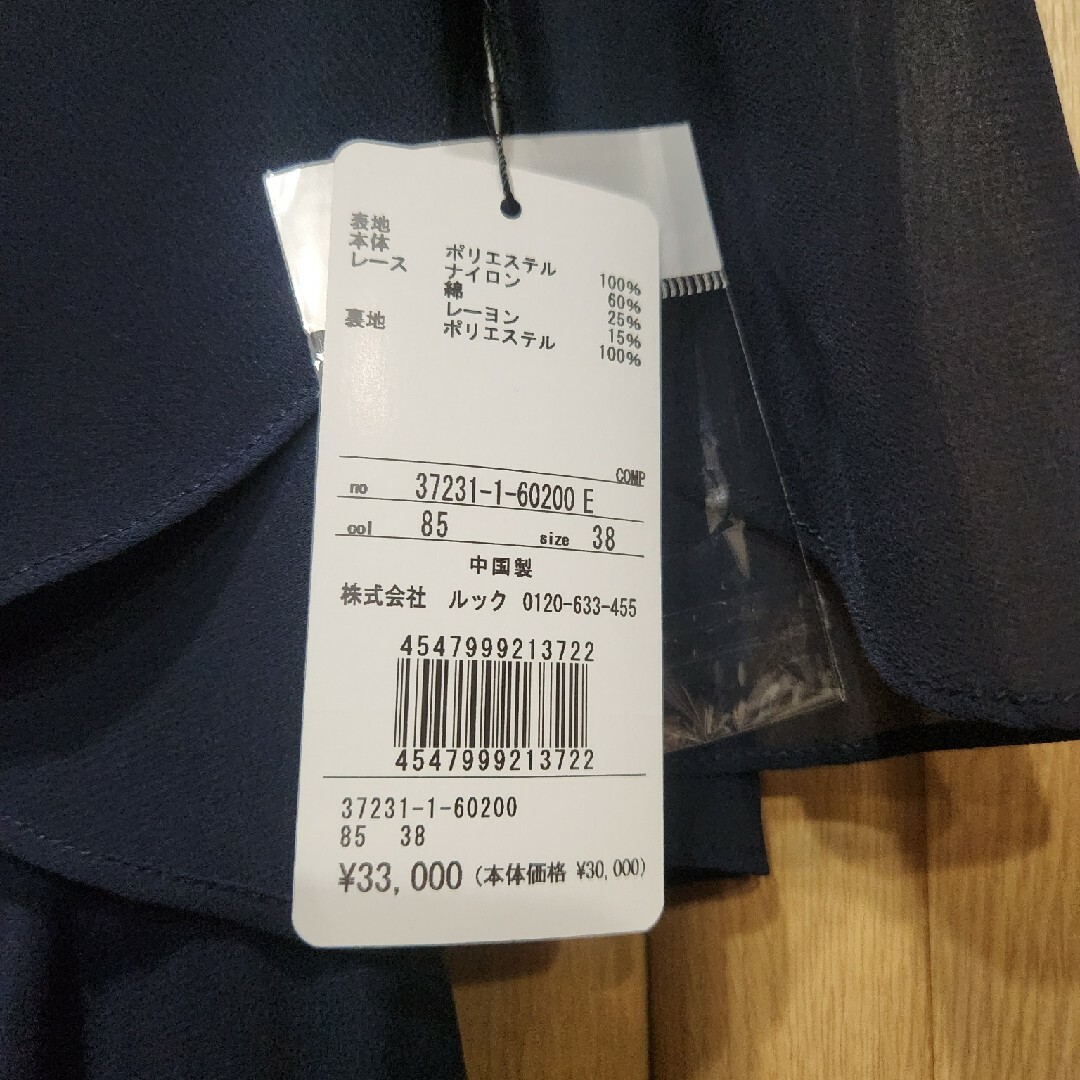 表地
本体 ポリエステル 100%
レース ナイロン 60%
綿 25%
レーヨン 15%
裏地 ポリエステル 100%
COMP
no 37231-1-60200 E
col 85 size 38
中国製
株式会社 ルック 0120-633-455
4547999213722
4547999213722
37231-1-60200
85 38
¥33,000 (本体価格 ¥30,000)